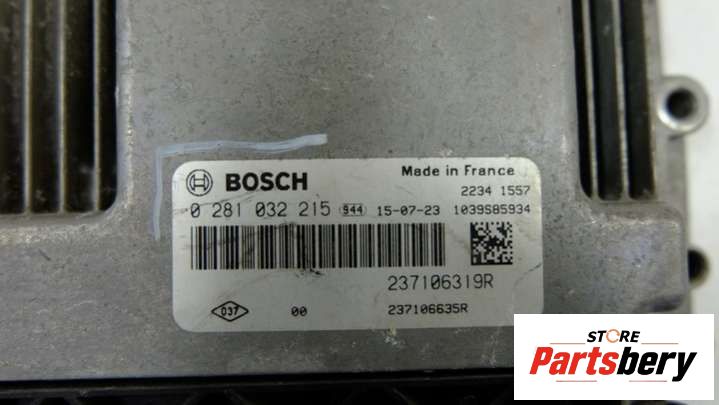 BOSCH
Made in France
2234 1557
0 281 032 215 944 15-07-23 1039S85934
237106319R
037 00 237106635R
STORE
Partsbery